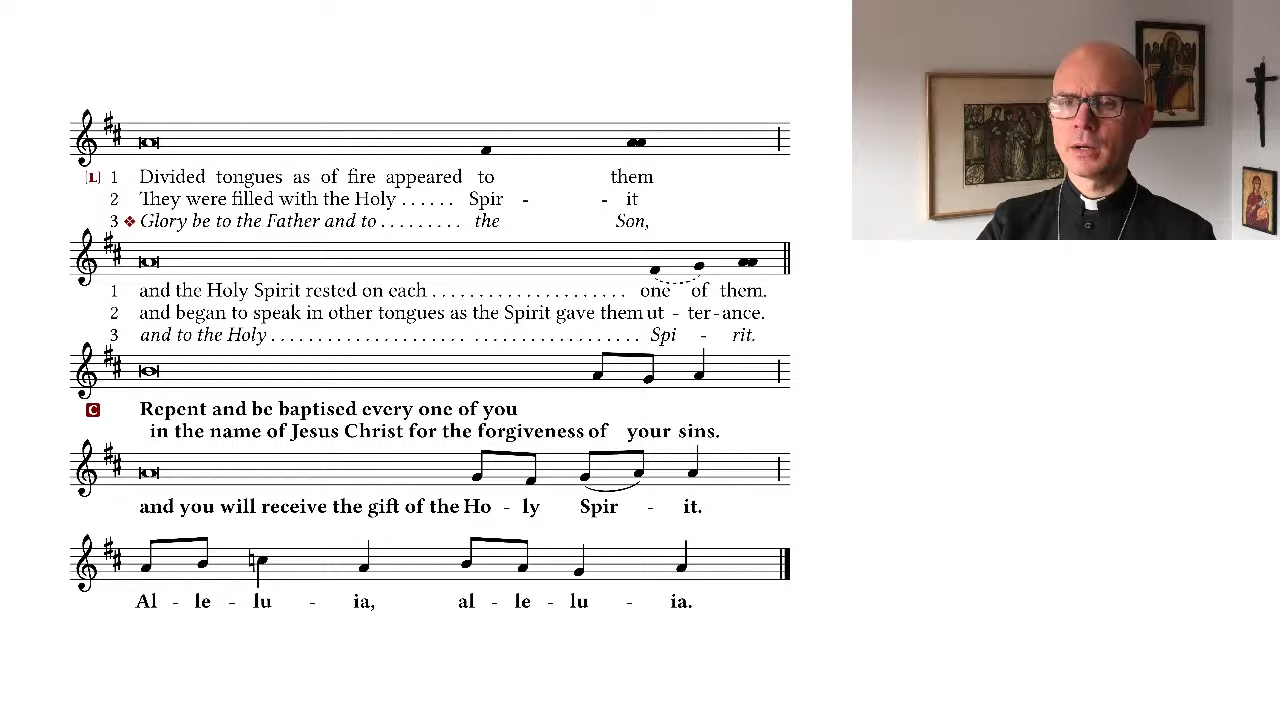 L 1 Divided tongues as of fire appeared to them
2 They were filled with the Holy ...... Spir - - it
3 ❖ Glory be to the Father and to ......... the Son,
1 and the Holy Spirit rested on each ...................... one of them.
2 and began to speak in other tongues as the Spirit gave them ut - ter - ance.
3 and to the Holy .......................................... Spi - rit.
C Repent and be baptised every one of you
in the name of Jesus Christ for the forgiveness of your sins.
and you will receive the gift of the Ho - ly Spir - it.
Al - le - lu - ia, al - le - lu - ia.